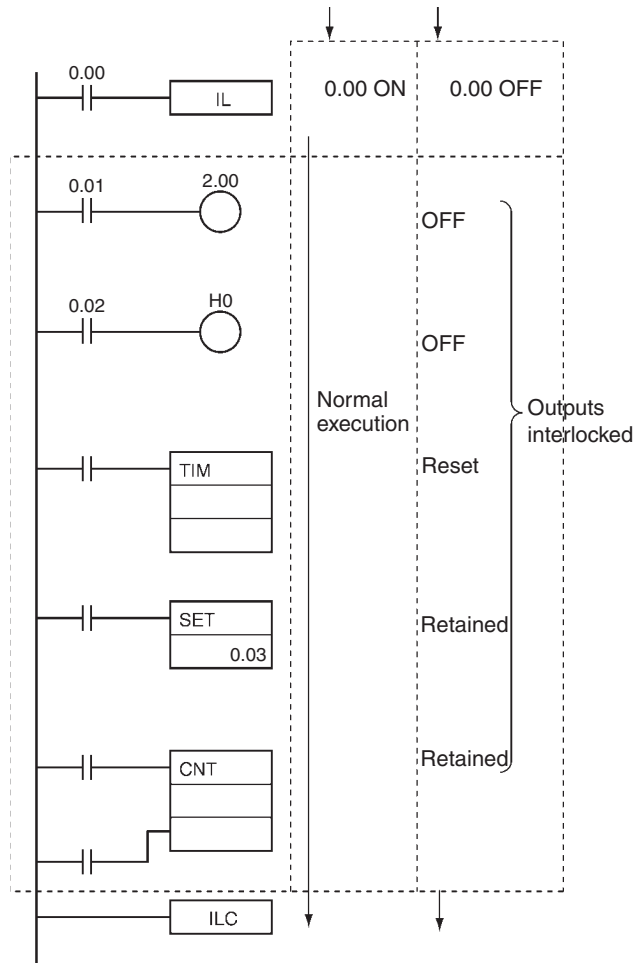 0.00
IL
0.00 ON
0.00 OFF
0.01
2.00
OFF
0.02
H0
OFF
Normal
execution
Outputs
interlocked
TIM
Reset
SET
0.03
Retained
CNT
Retained
ILC